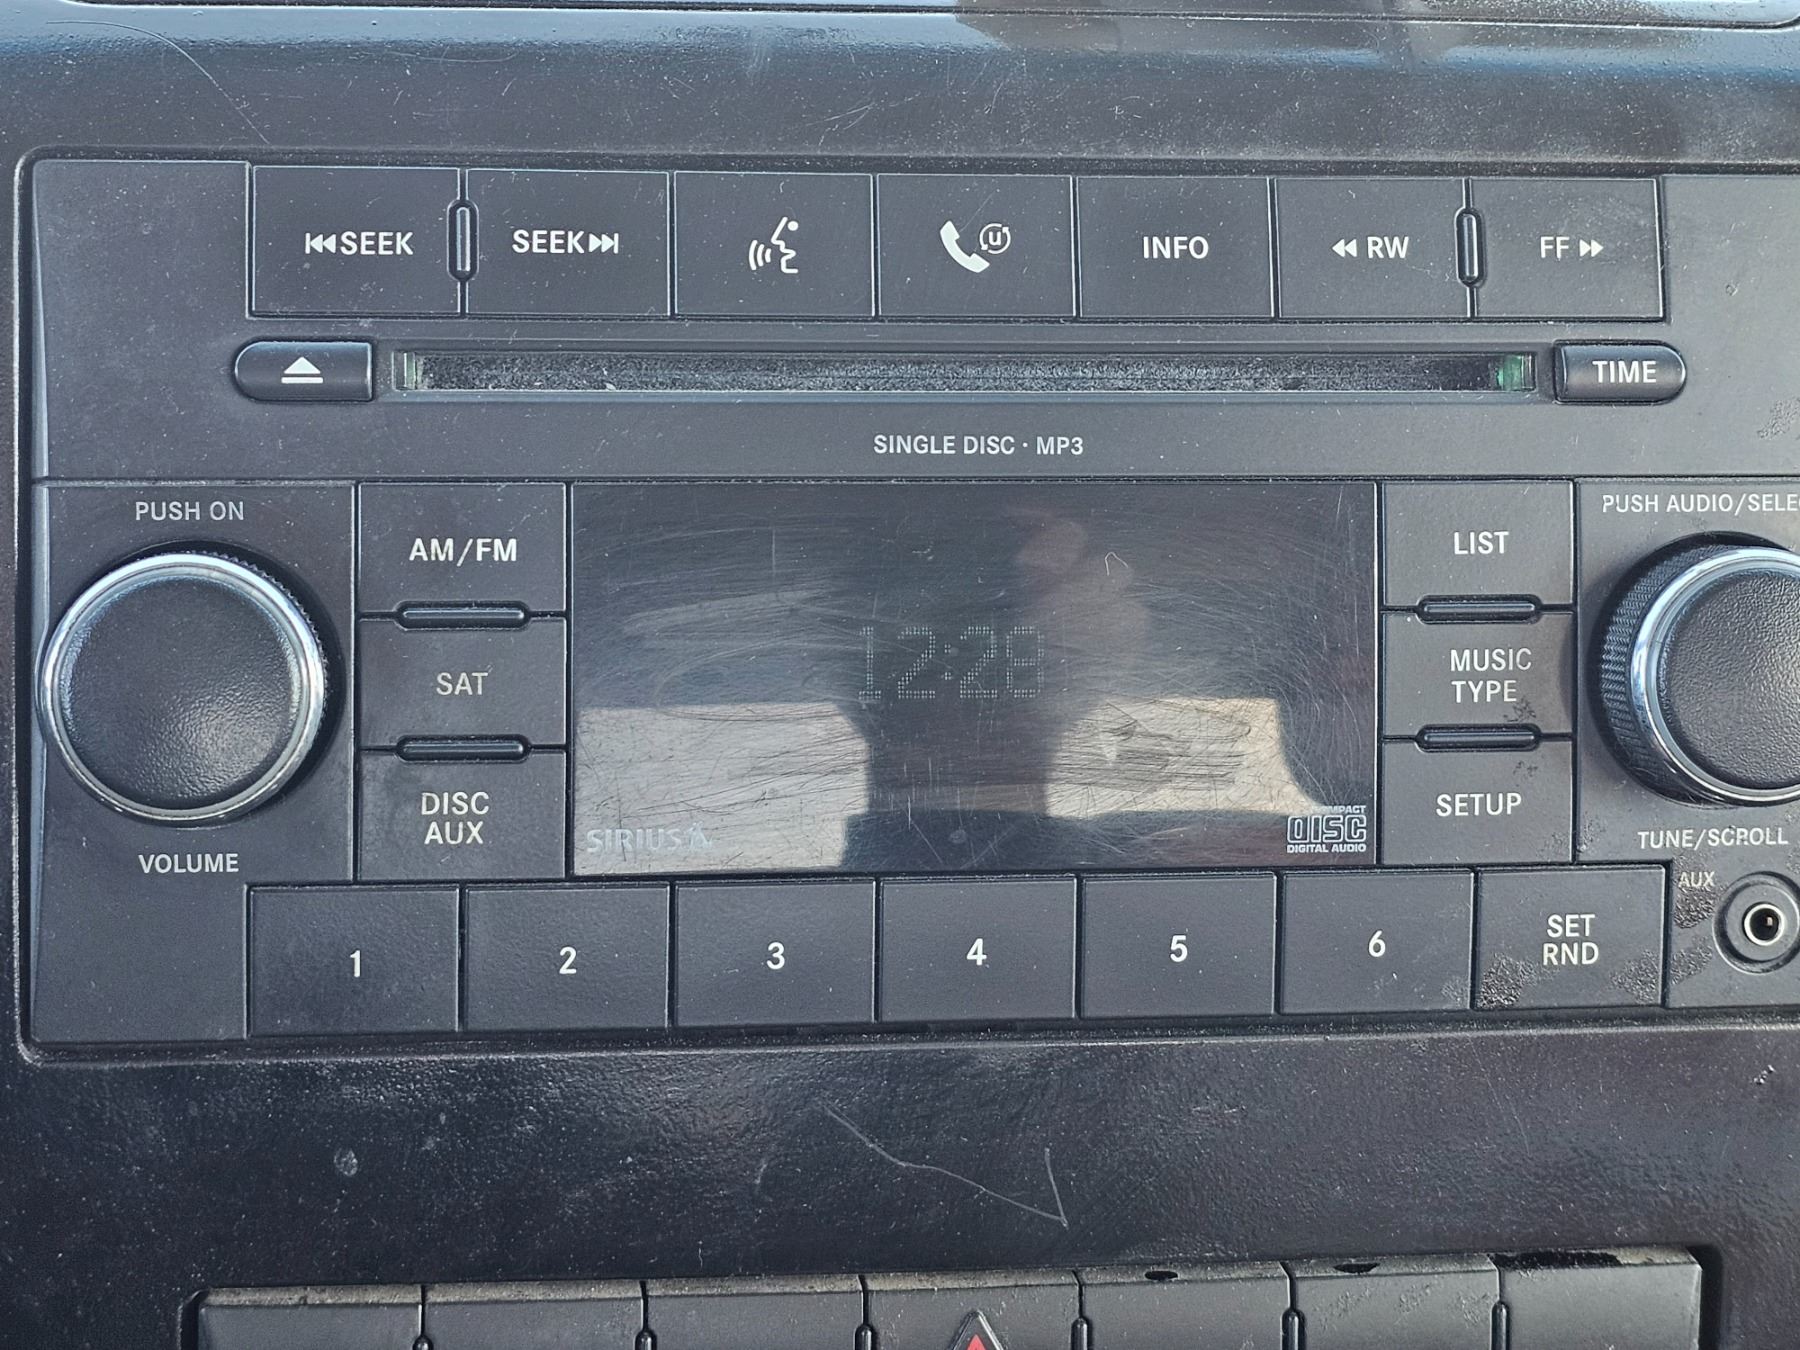 SEEK
SEEK
INFO
RW
FF
TIME
SINGLE DISC · MP3
PUSH ON
AM/FM
SAT
DISC
AUX
VOLUME
12:28
SIRIUS
COMPACT
DISC
DIGITAL AUDIO
LIST
MUSIC
TYPE
SETUP
PUSH AUDIO/SELEC
TUNE/SCROLL
AUX
1
2
3
4
5
6
SET
RND